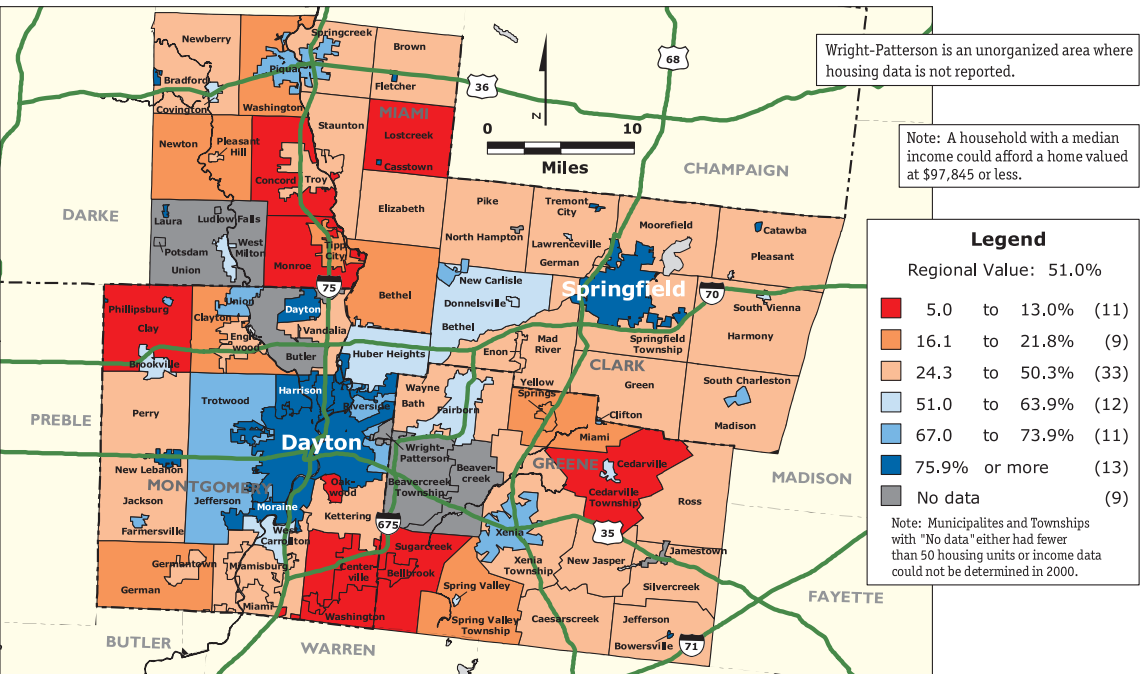 Newberry
Springcreek
Brown
Piqua
Bradford
Fletcher
Covington
Washington
36
68
Wright-Patterson is an unorganized area where
housing data is not reported.
MIAMI
Staunton
Lostcreek
Casstown
Newton
Pleasant
Hill
Concord
Troy
N
0
10
Miles
CHAMPAIGN
Note: A household with a median
income could afford a home valued
at $97,845 or less.
DARKE
Laura
Ludlow Falls
West
Milton
Potsdam
Union
Elizabeth
Monroe
Tipp
City
Pike
Tremont
City
North Hampton
Lawrenceville
German
Moorefield
Catawba
Pleasant
75
Bethel
New Carlisle
Donnelsville
Bethel
Springfield
70
South Vienna
Harmony
Phillipsburg
Clay
Clayton
Union
Dayton
Vandalia
Engle-
wood
Butler
Brookville
Huber Heights
Enon
Mad
River
Springfield
Township
CLARK
Green
South Charleston
Madison
Legend
Regional Value: 51.0%
5.0 to 13.0% (11)
16.1 to 21.8% (9)
24.3 to 50.3% (33)
51.0 to 63.9% (12)
67.0 to 73.9% (11)
75.9% or more (13)
No data (9)
Note: Municipalites and Townships
with "No data" either had fewer
than 50 housing units or income data
could not be determined in 2000.
PREBLE
Perry
Trotwood
Harrison
Riverside
Wayne
Bath
Fairborn
Yellow
Springs
Clifton
Miami
Dayton
Wright-
Patterson
Beaver-
creek
Beavercreek
Township
GREENE
Cedarville
Cedarville
Township
MADISON
New Lebanon
MONTGOMERY
Jackson
Jefferson
Farmersville
Moraine
Oak-
wood
Kettering
675
Xenia
35
Ross
West
Carrollton
Germantown
Miamisburg
German
Miami
Center-
ville
Washington
Sugarcreek
Bellbrook
Spring Valley
Spring Valley
Township
Xenia
Township
New Jasper
Jamestown
Silvercreek
Caesarscreek
Jefferson
Bowersville
71
FAYETTE
BUTLER
WARREN